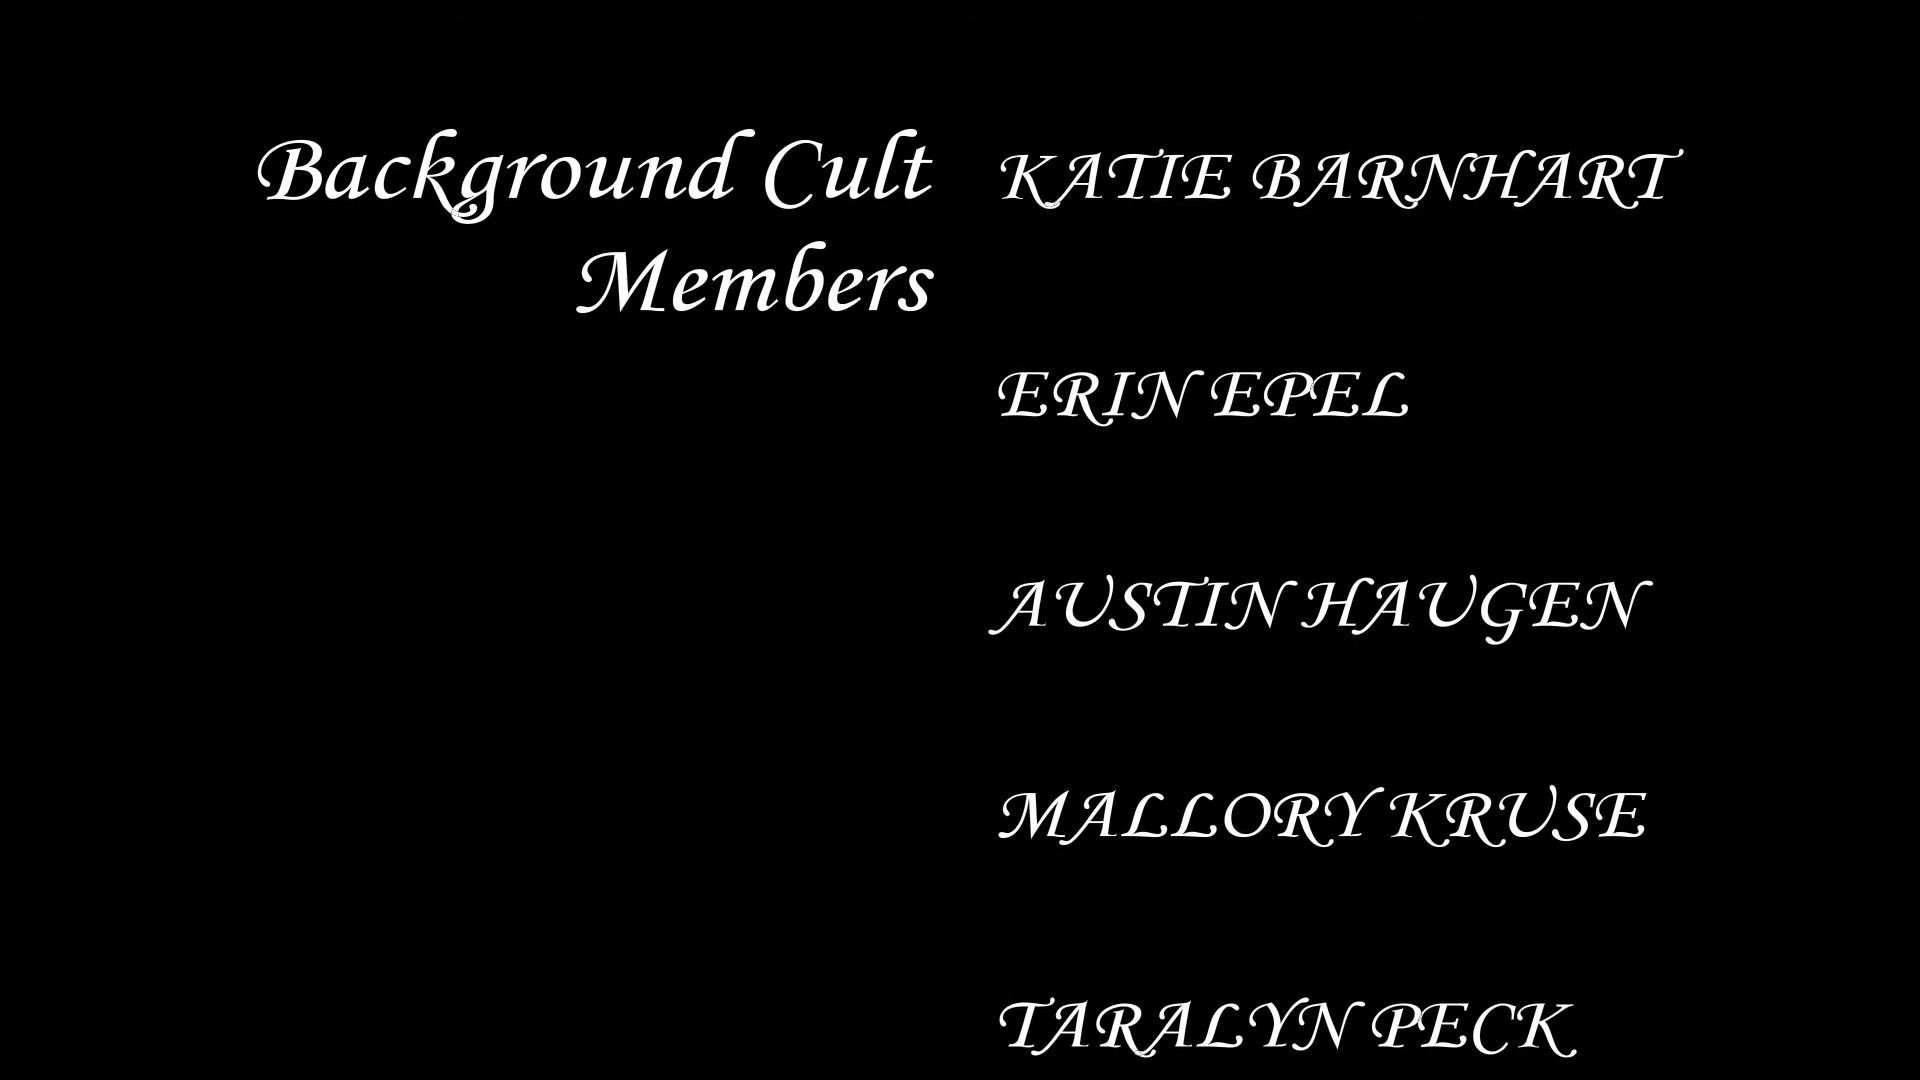 Background Cult KATIE BARNHART
Members
ERIN EPEL
AUSTIN HAUGEN
MALLORY KRUSE
TARALYN PECK